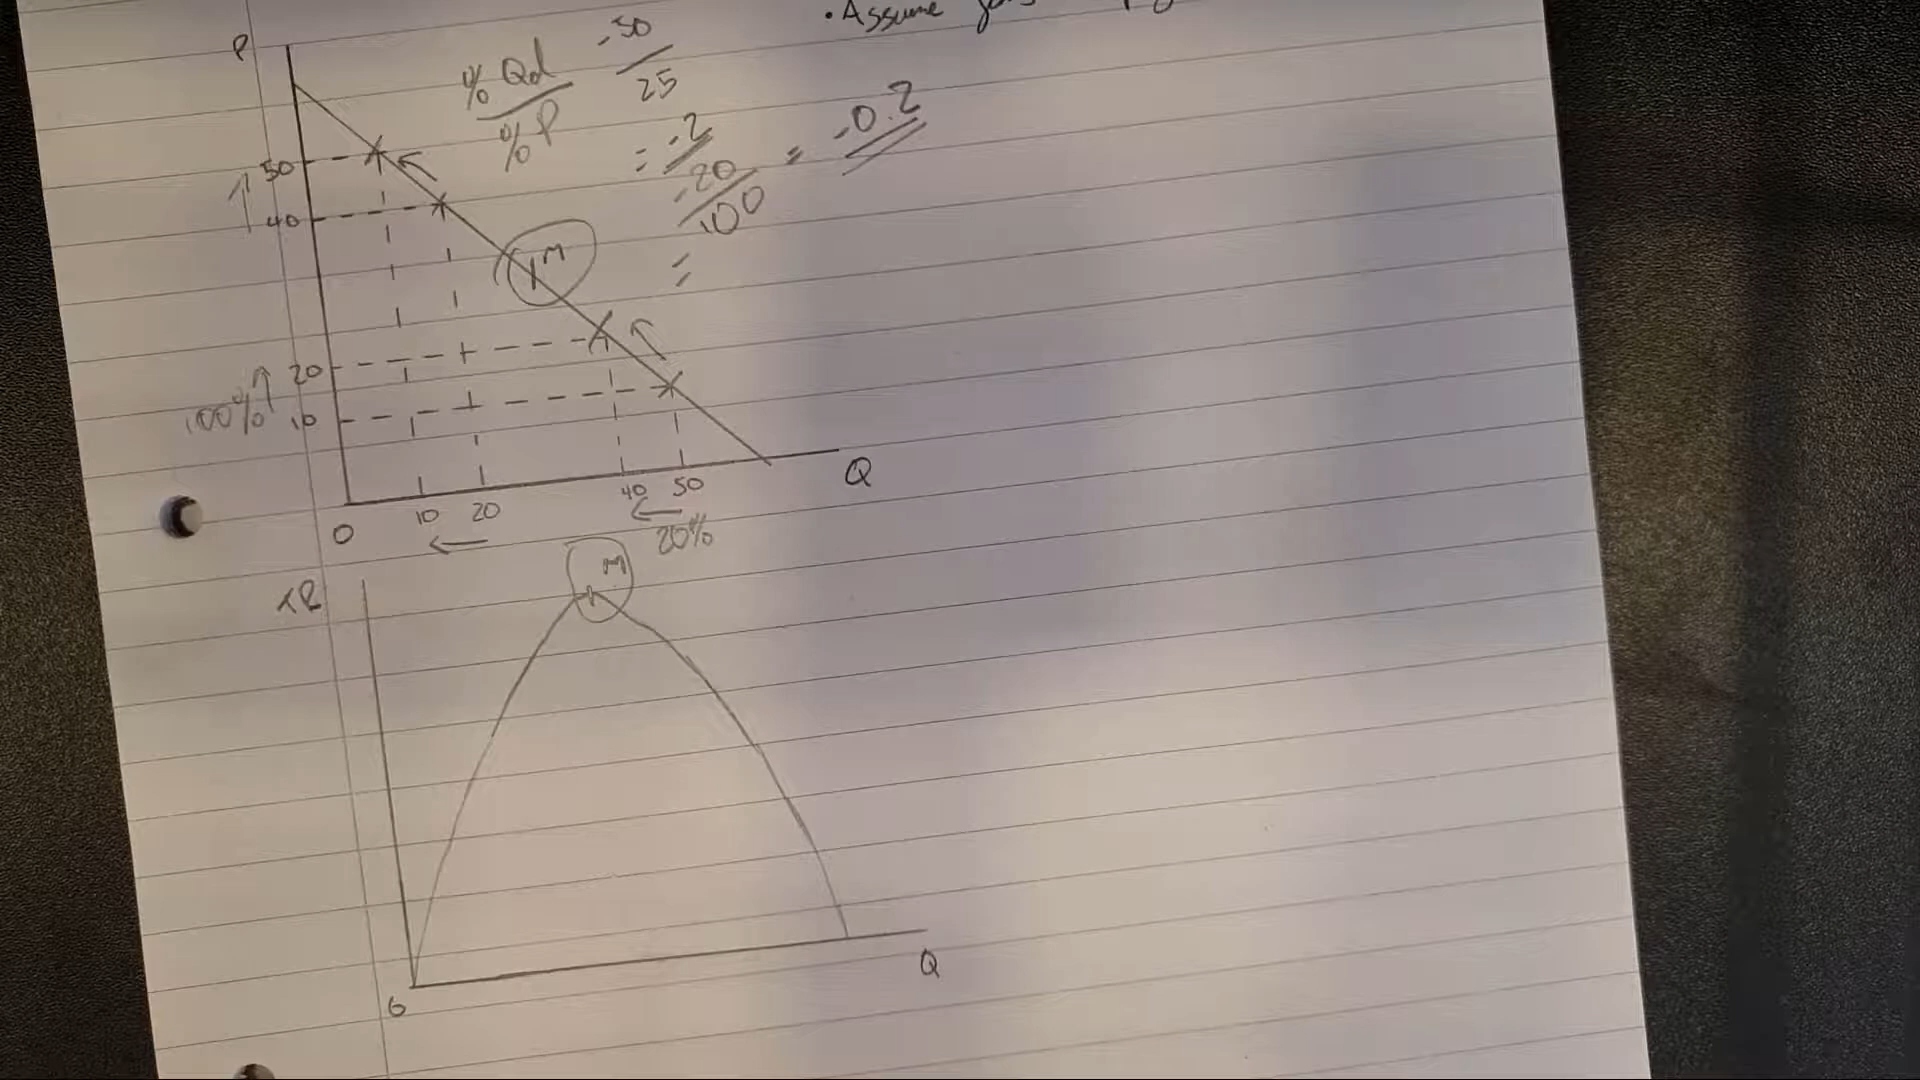 • Assume
P
% Qd / % P
-50 / 25
= -2
-20 / 100 = -0.2
=
50
40
M
20
100% 10
Q
0 10 20 40 50
20%
TR
M
Q
0